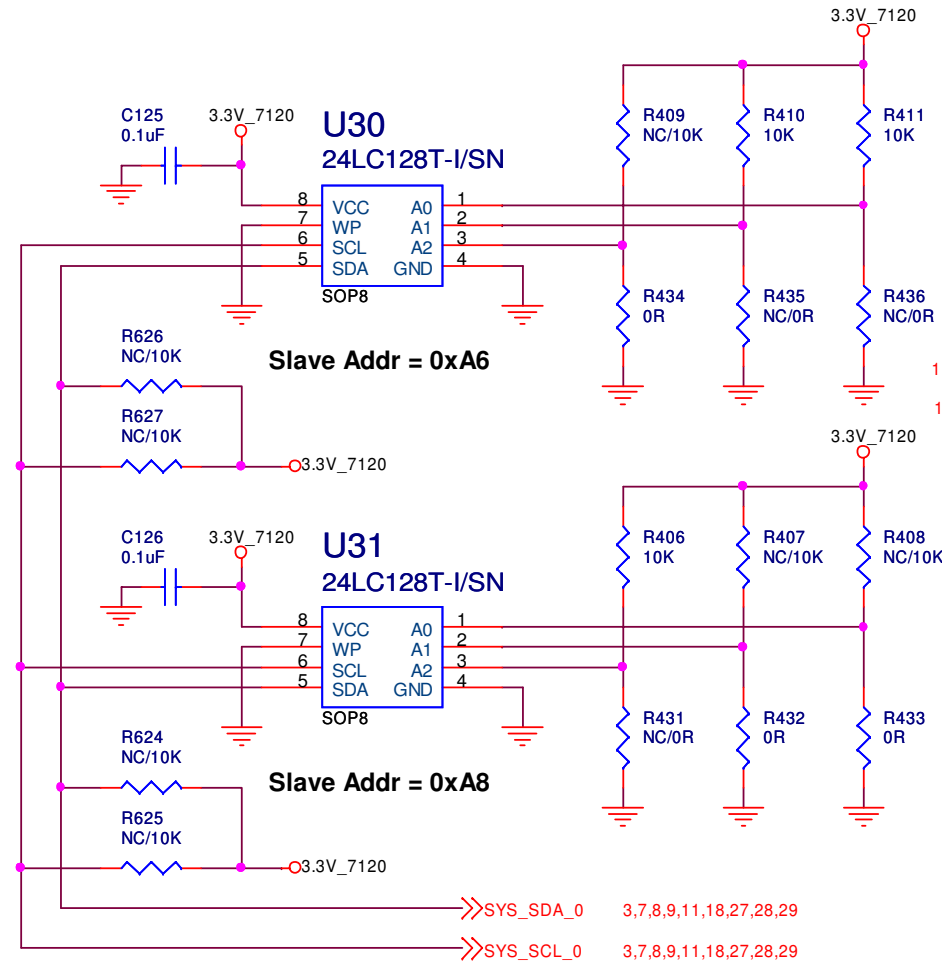 3.3V_7120
C125
0.1uF
3.3V_7120
U30
24LC128T-I/SN
R409
NC/10K
R410
10K
R411
10K
8
7
6
5
VCC
WP
SCL
SDA
A0
A1
A2
GND
1
2
3
4
SOP8
R434
0R
R435
NC/0R
R436
NC/0R
R626
NC/10K
Slave Addr = 0xA6
1
1
R627
NC/10K
3.3V_7120
3.3V_7120
C126
0.1uF
3.3V_7120
U31
24LC128T-I/SN
R406
10K
R407
NC/10K
R408
NC/10K
8
7
6
5
VCC
WP
SCL
SDA
A0
A1
A2
GND
1
2
3
4
SOP8
R431
NC/0R
R432
0R
R433
0R
R624
NC/10K
Slave Addr = 0xA8
R625
NC/10K
3.3V_7120
SYS_SDA_0 3,7,8,9,11,18,27,28,29
SYS_SCL_0 3,7,8,9,11,18,27,28,29